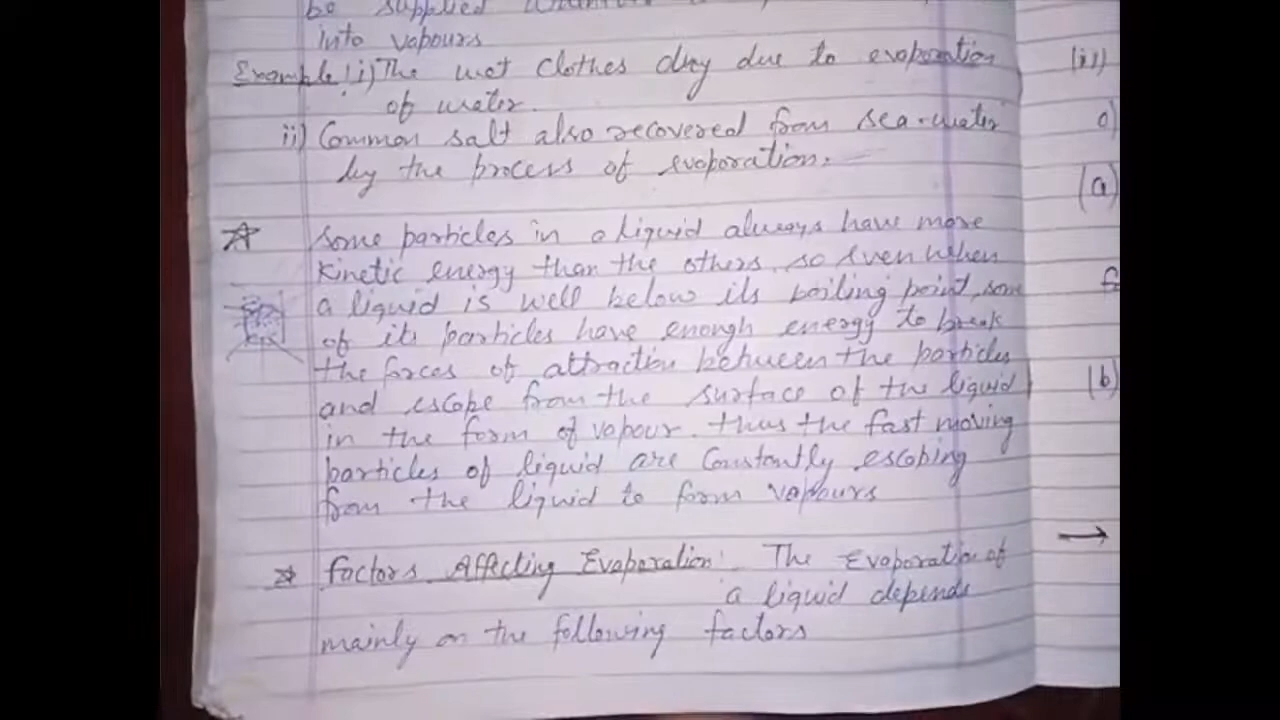 be supplied
into vapours
Example! i) The wet clothes dry due to evaporation
of water.
ii) Common salt also recovered from sea-water
by the process of evaporation.
Some particles in a liquid always have more
kinetic energy than the others. so even when
a liquid is well below its boiling point, some
of its particles have enough energy to break
the forces of attraction between the particles
and escape from the surface of the liquid
in the form of vapour. thus the fast moving
particles of liquid are constantly escaping
from the liquid to form vapours
Factors Affecting Evaporation: The Evaporation of
a liquid depends
mainly on the following factors
(iii)
o)
(a)
(b)
→